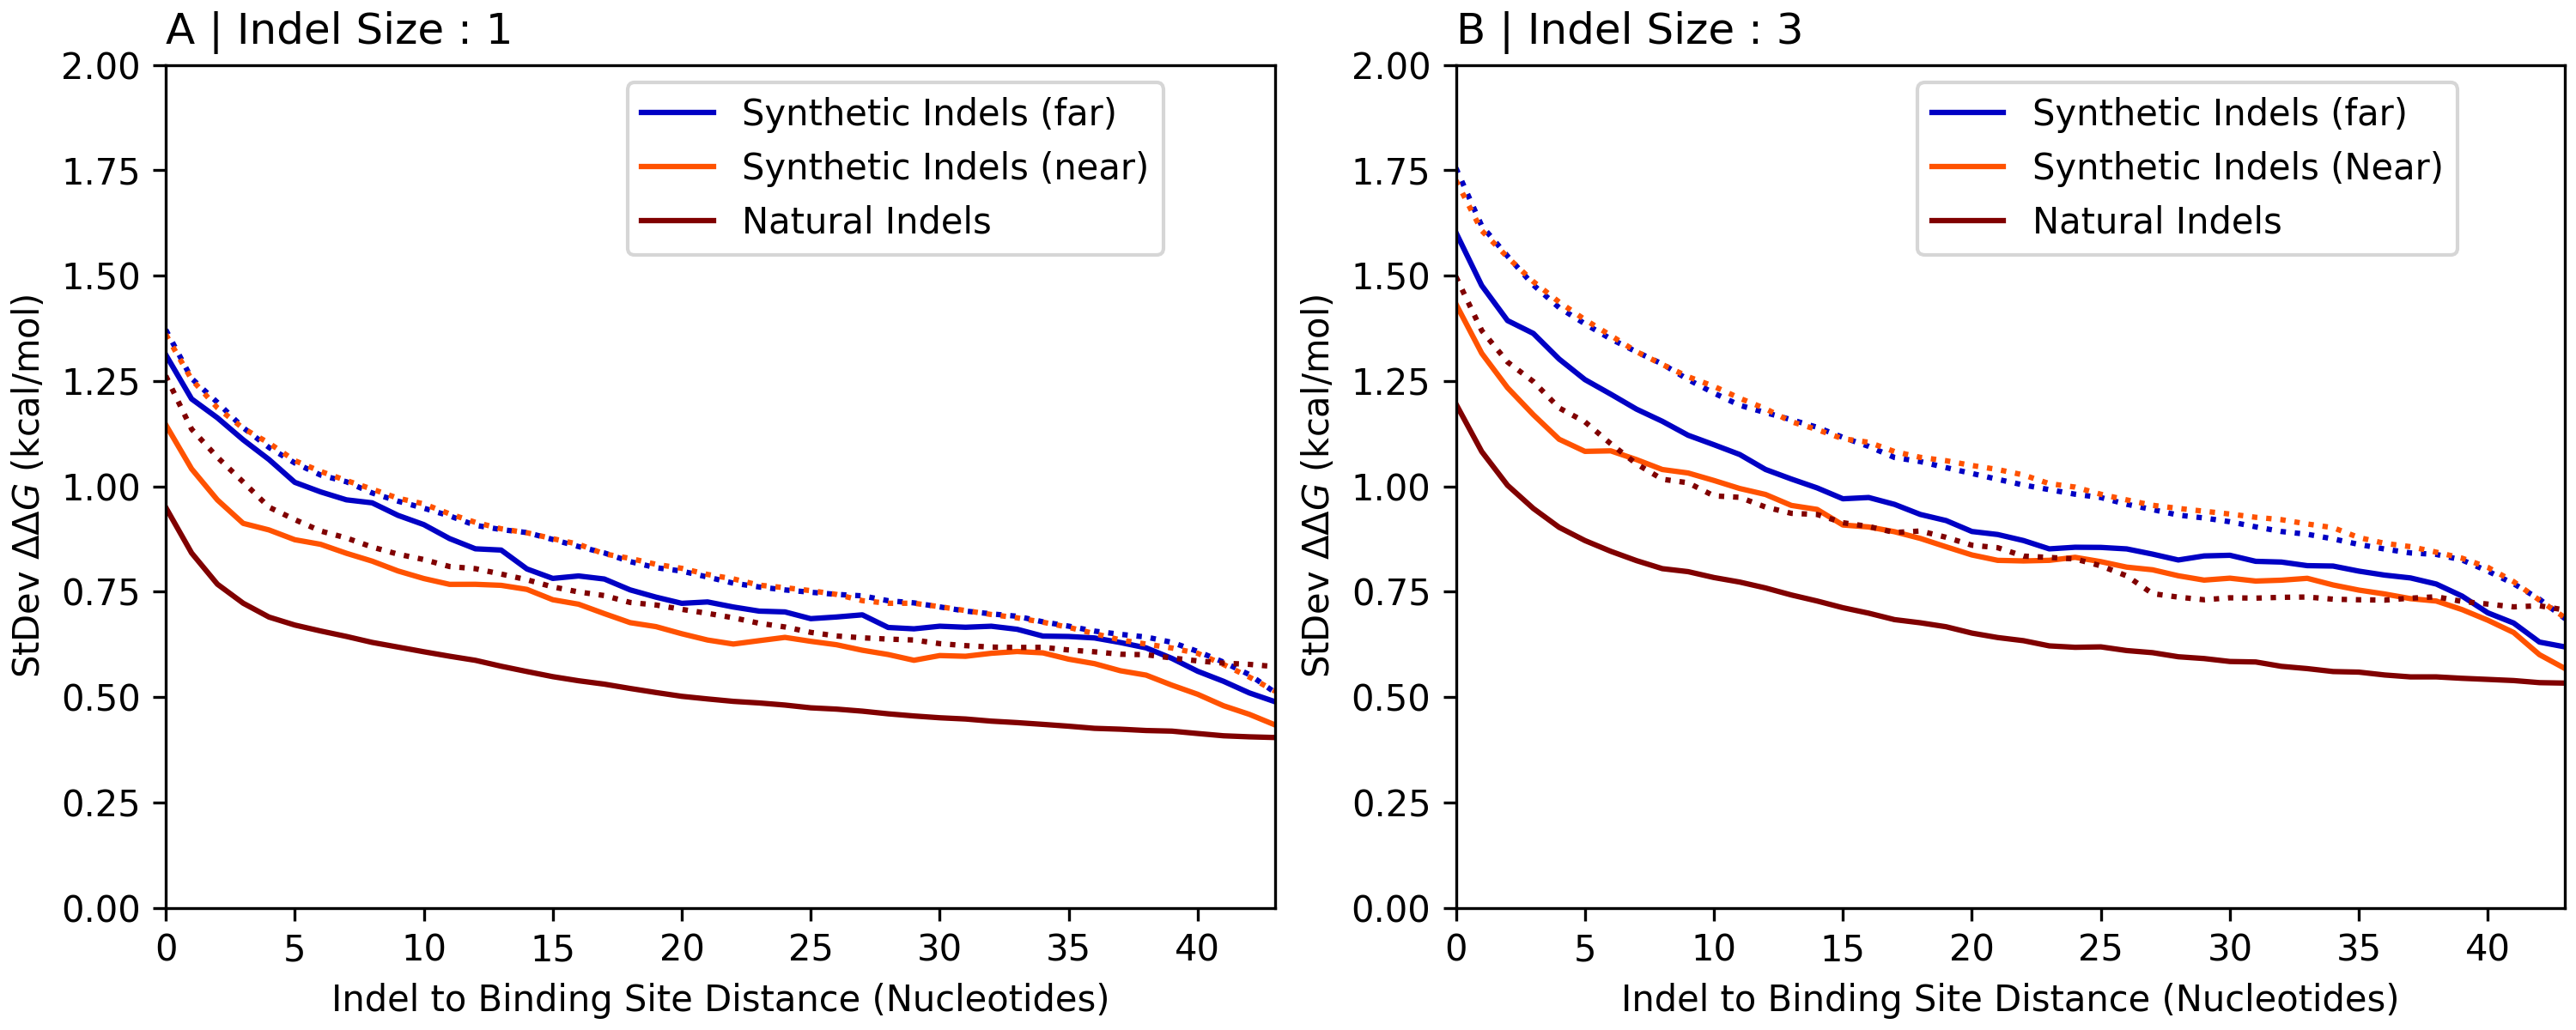 A | Indel Size : 1
2.00
1.75
1.50
1.25
1.00
0.75
0.50
0.25
0.00
StDev ΔΔG (kcal/mol)
Synthetic Indels (far)
Synthetic Indels (near)
Natural Indels
0 5 10 15 20 25 30 35 40
Indel to Binding Site Distance (Nucleotides)
B | Indel Size : 3
2.00
1.75
1.50
1.25
1.00
0.75
0.50
0.25
0.00
StDev ΔΔG (kcal/mol)
Synthetic Indels (far)
Synthetic Indels (Near)
Natural Indels
0 5 10 15 20 25 30 35 40
Indel to Binding Site Distance (Nucleotides)